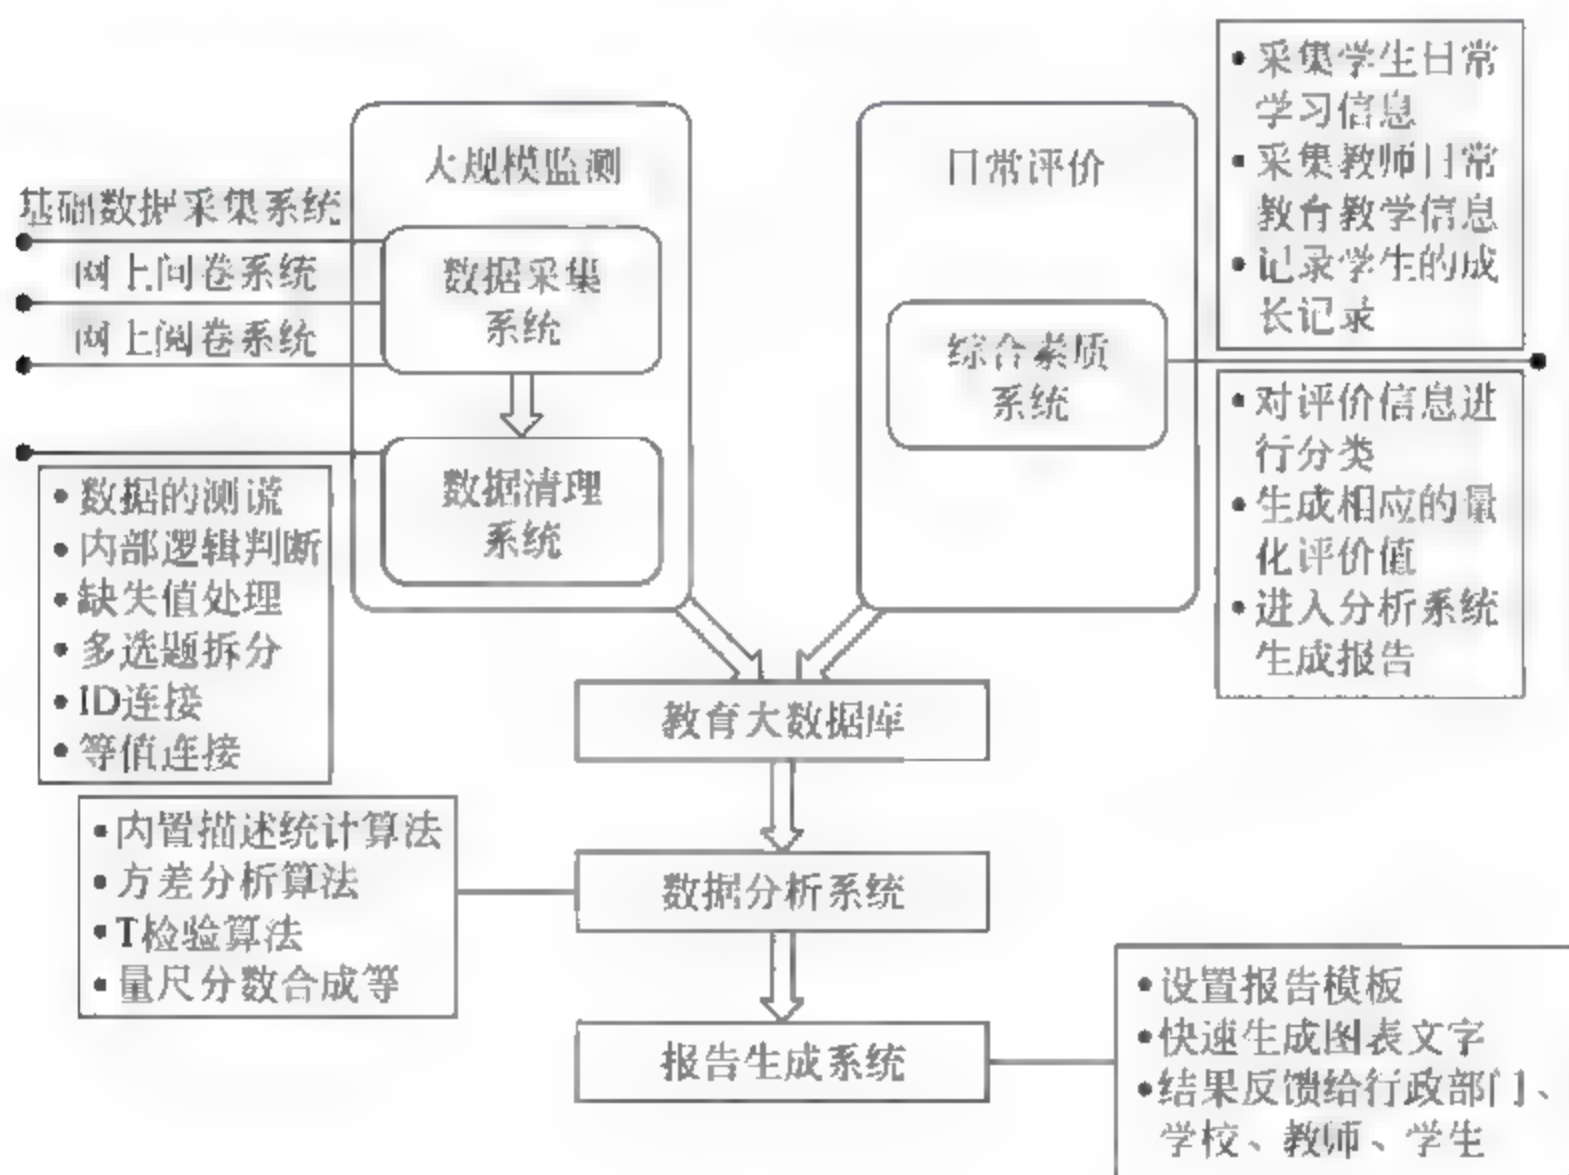 大规模监测
基础数据采集系统
网上问卷系统
网上阅卷系统
数据采集
系统
数据清理
系统
• 数据的测谎
• 内部逻辑判断
• 缺失值处理
• 多选题拆分
• ID连接
• 等值连接
日常评价
综合素质
系统
• 采集学生日常
学习信息
• 采集教师日常
教育教学信息
• 记录学生的成
长记录
• 对评价信息进
行分类
• 生成相应的量
化评价值
• 进入分析系统
生成报告
教育大数据库
• 内置描述统计算法
• 方差分析算法
• T检验算法
• 量尺分数合成等
数据分析系统
报告生成系统
• 设置报告模板
• 快速生成图表文字
• 结果反馈给行政部门、
学校、教师、学生